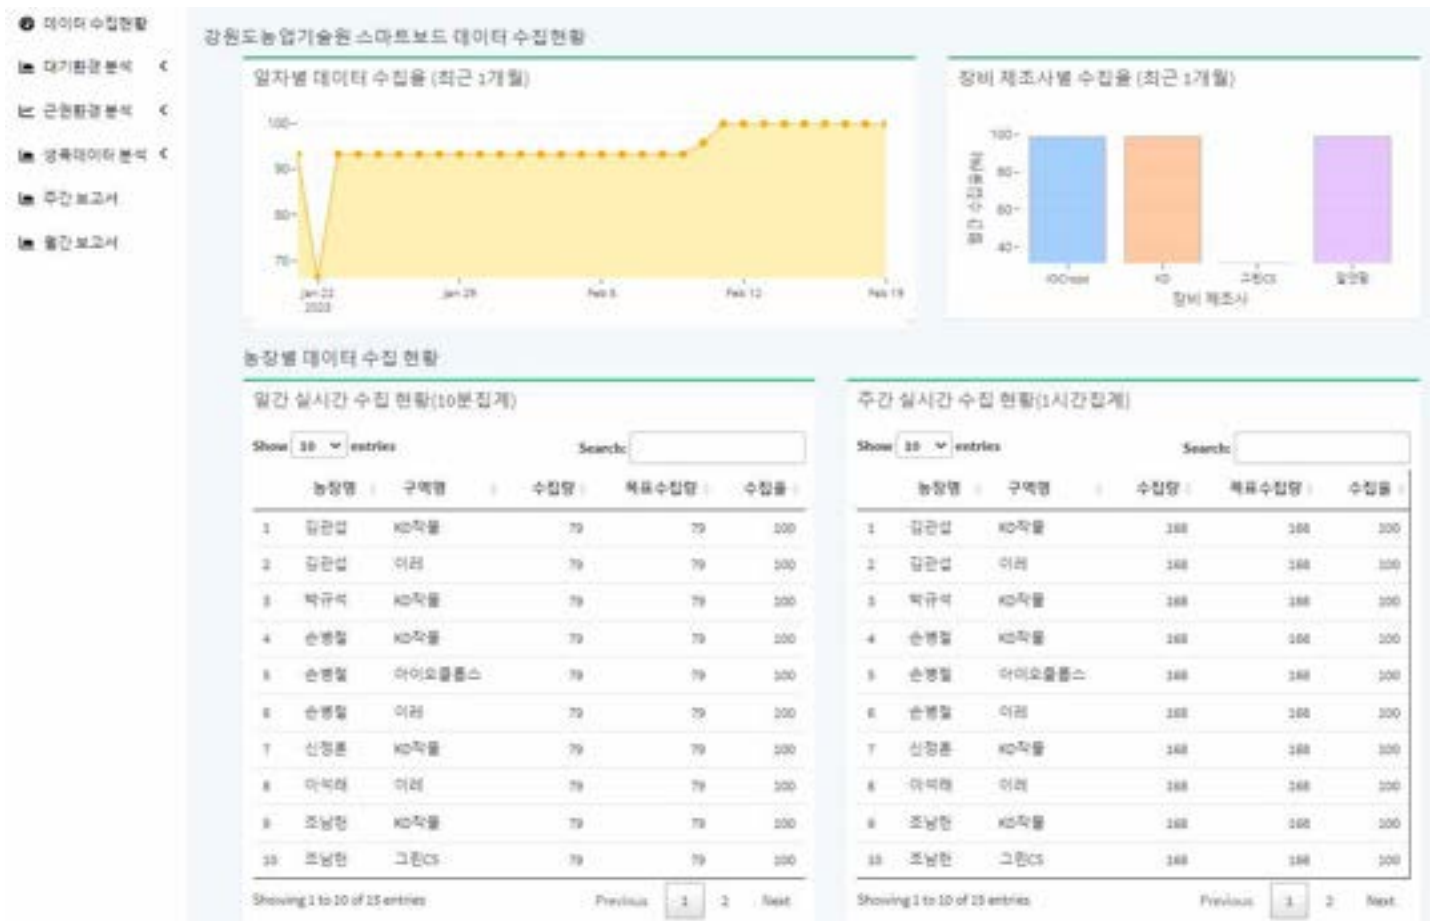 데이터 수집현황
대기환경 분석
근권환경 분석
생육데이터 분석
주간 보고서
월간 보고서
강원도농업기술원 스마트보드 데이터 수집현황
일자별 데이터 수집율 (최근 1개월)
100
90
80
70
Jan 22
2023
Jan 29
Feb 5
Feb 12
Feb 19
장비 제조사별 수집율 (최근 1개월)
월간 수집율(%)
100
80
60
40
KD
그린CS
장비 제조사
농장별 데이터 수집 현황
일간 실시간 수집 현황(10분집계)
Show 10 entries
Search:
농장명 구역명 수집량 목표수집량 수집율
1 김관섭 KD작물 79 79 100
2 김관섭 이레 79 79 100
3 박규석 KD작물 79 79 100
4 손병철 KD작물 79 79 100
5 손병철 아이오크롭스 79 79 100
6 손병철 이레 79 79 100
7 신정훈 KD작물 79 79 100
8 이석래 이레 79 79 100
9 조남헌 KD작물 79 79 100
10 조남헌 그린CS 79 79 100
Showing 1 to 10 of 15 entries
Previous 1 2 Next
주간 실시간 수집 현황(1시간집계)
Show 10 entries
Search:
농장명 구역명 수집량 목표수집량 수집율
1 김관섭 KD작물 168 168 100
2 김관섭 이레 168 168 100
3 박규석 KD작물 168 168 100
4 손병철 KD작물 168 168 100
5 손병철 아이오크롭스 168 168 100
6 손병철 이레 168 168 100
7 신정훈 KD작물 168 168 100
8 이석래 이레 168 168 100
9 조남헌 KD작물 168 168 100
10 조남헌 그린CS 168 168 100
Showing 1 to 10 of 15 entries
Previous 1 2 Next